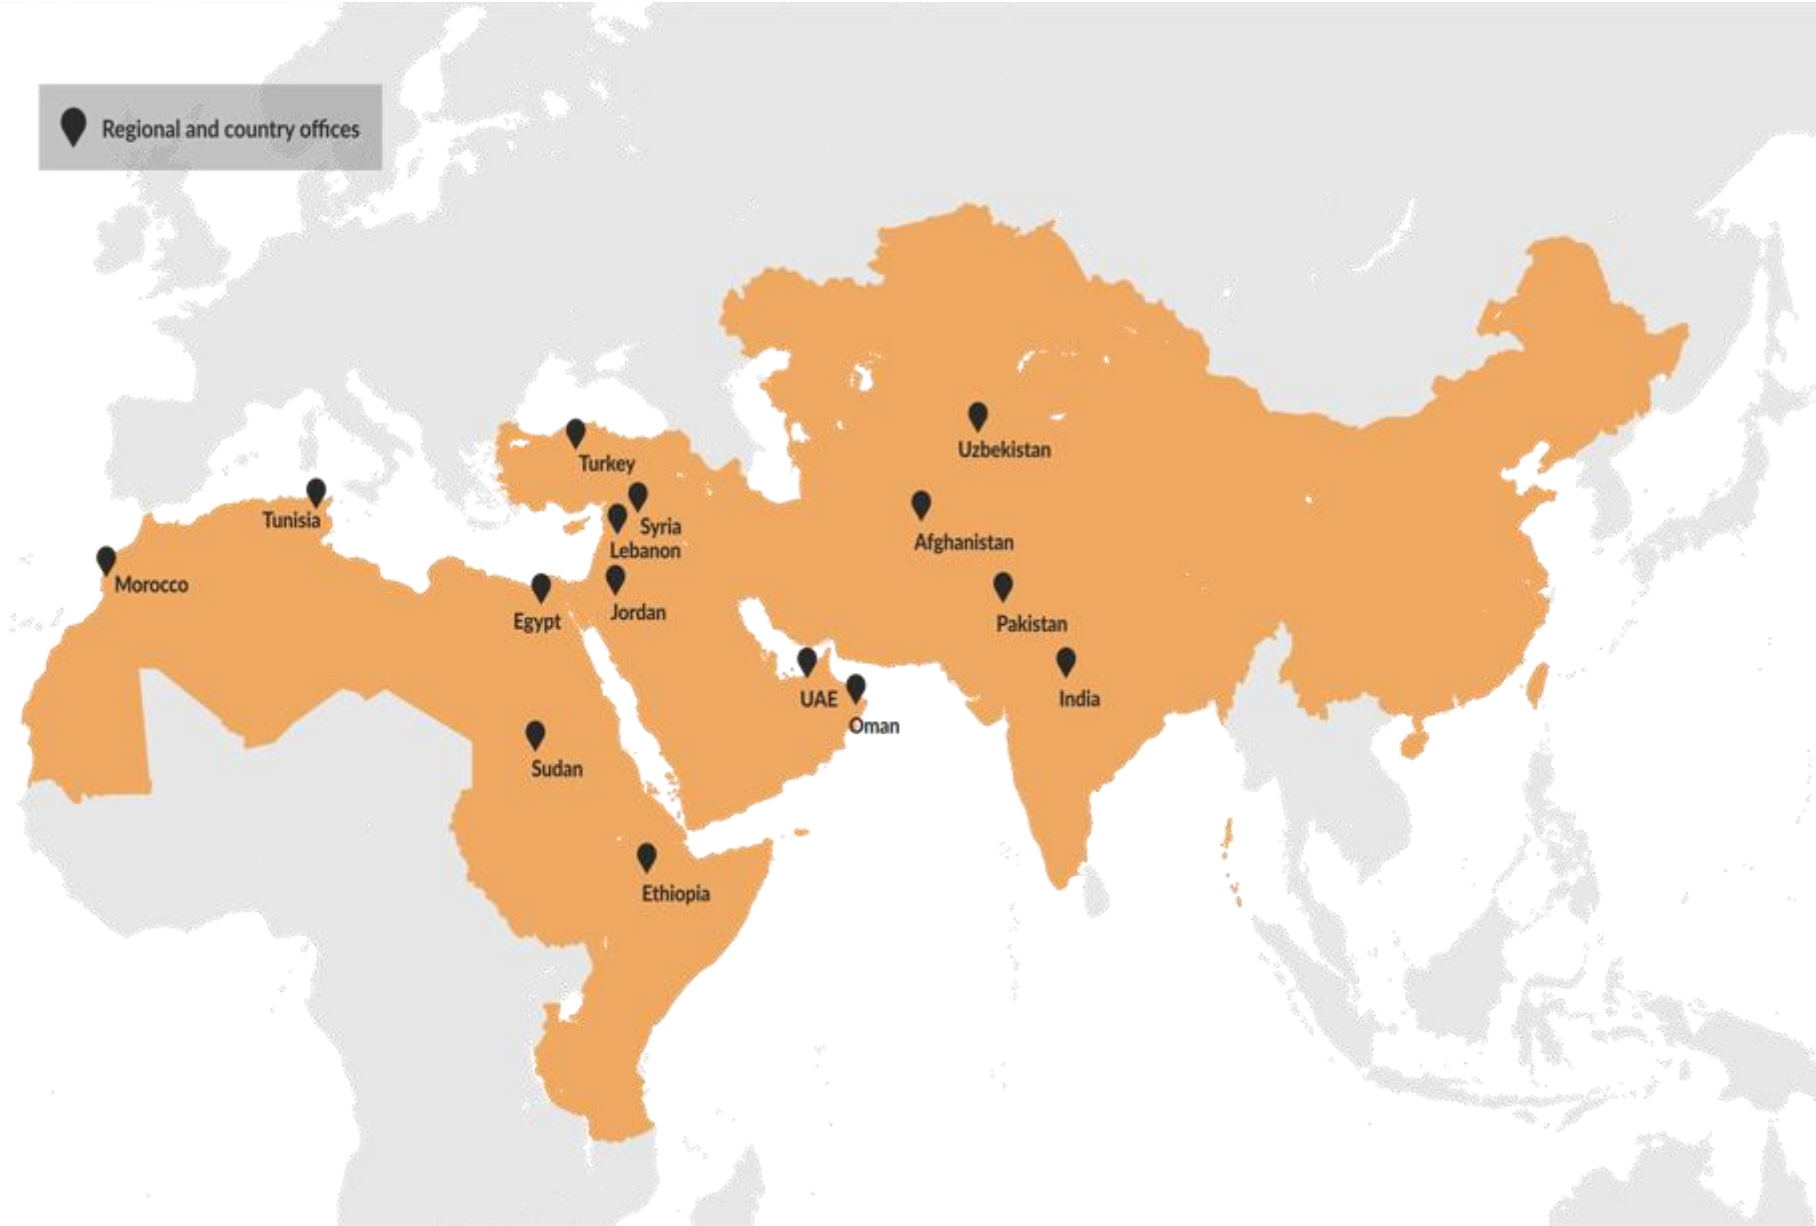 Regional and country offices
Uzbekistan
Turkey
Tunisia
Syria
Lebanon
Afghanistan
Morocco
Egypt
Jordan
Pakistan
UAE
India
Oman
Sudan
Ethiopia